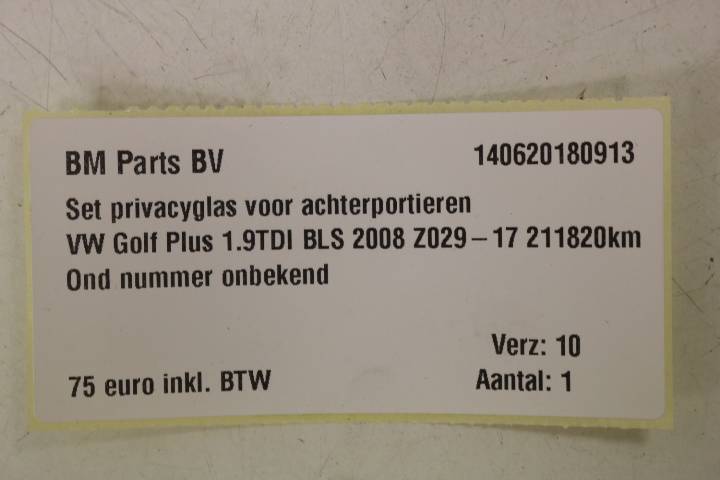 BM Parts BV 140620180913
Set privacyglas voor achterportieren
VW Golf Plus 1.9TDI BLS 2008 Z029-17 211820km
Ond nummer onbekend
Verz: 10
75 euro inkl. BTW Aantal: 1